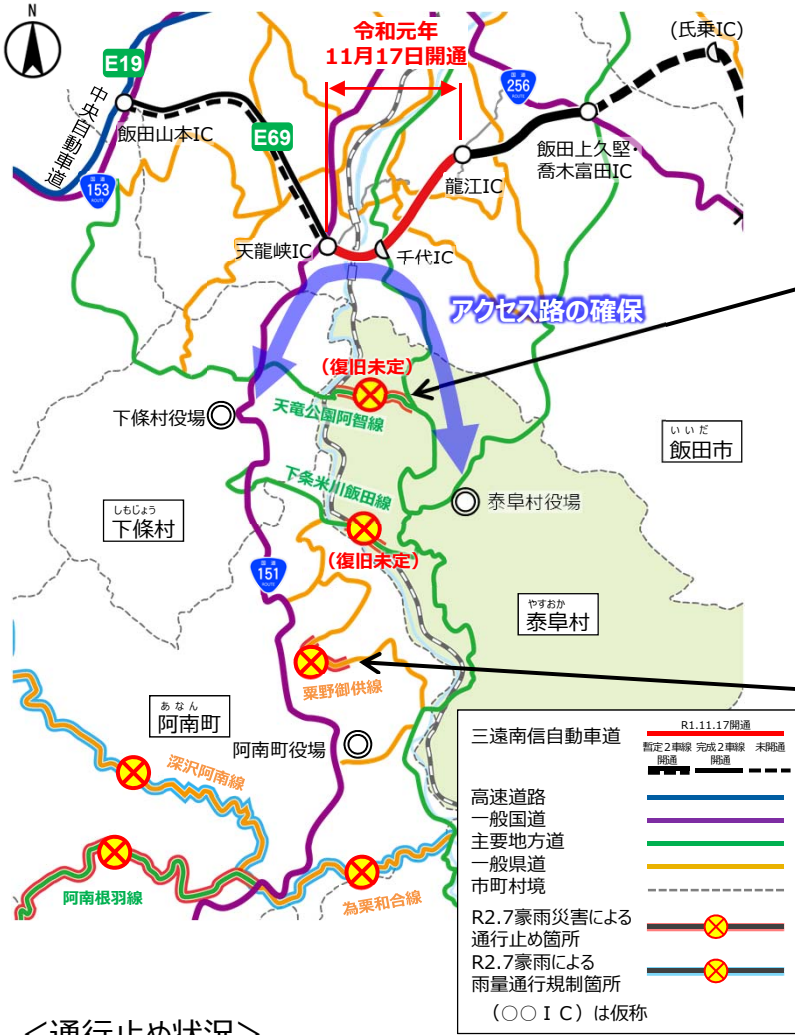 N
令和元年
11月17日開通
(氏乗IC)
E19
中央自動車道
飯田山本IC
E69
国道
256
ROUTE
飯田上久堅・
喬木富田IC
龍江IC
国道
153
ROUTE
天龍峡IC
千代IC
アクセス路の確保
(復旧未定)
下條村役場
天竜公園阿智線
いいだ
飯田市
下条米川飯田線
泰阜村役場
しもじょう
下條村
(復旧未定)
国道
151
ROUTE
やすおか
泰阜村
粟野御供線
あなん
阿南町
阿南町役場
深沢阿南線
阿南根羽線
為栗和合線
三遠南信自動車道
R1.11.17開通
暫定2車線 完成2車線 未開通
開通 開通
高速道路
一般国道
主要地方道
一般県道
市町村境
R2.7豪雨災害による
通行止め箇所
R2.7豪雨による
雨量通行規制箇所
(○○IC)は仮称
<通行止め状況>